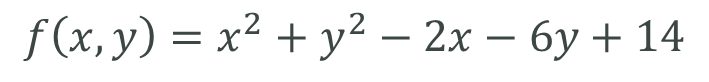 f(x, y) = x² + y² − 2x − 6y + 14